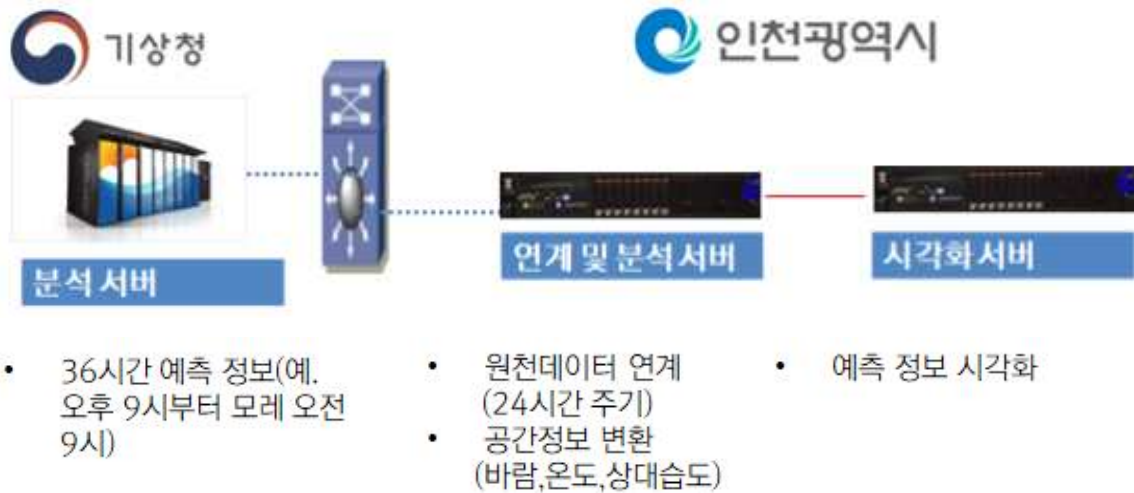 기상청
인천광역시
분석 서버
연계 및 분석 서버
시각화 서버
• 36시간 예측 정보(예.
오후 9시부터 모레 오전
9시)
• 원천데이터 연계
(24시간 주기)
• 공간정보 변환
(바람,온도,상대습도)
• 예측 정보 시각화